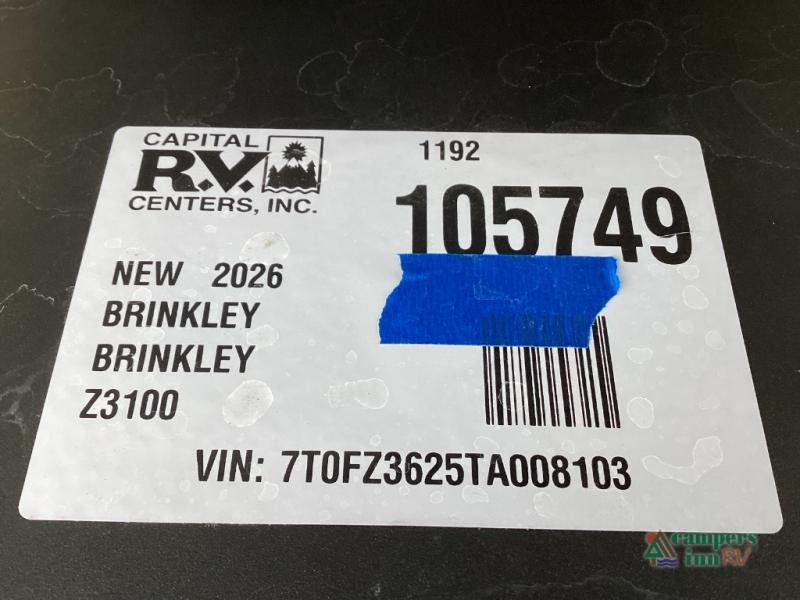 CAPITAL
R.V.
CENTERS, INC.
1192
105749
NEW 2026
BRINKLEY
BRINKLEY
Z3100
VIN: 7T0FZ3625TA008103
campers
inn RV